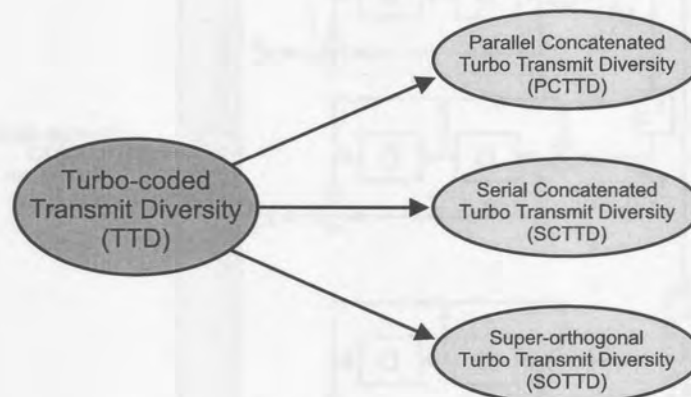 Turbo-coded
Transmit Diversity
(TTD)
Parallel Concatenated
Turbo Transmit Diversity
(PCTTD)
Serial Concatenated
Turbo Transmit Diversity
(SCTTD)
Super-orthogonal
Turbo Transmit Diversity
(SOTTD)